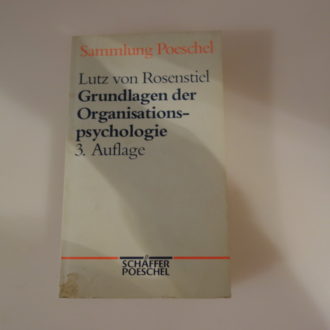 Sammlung Poeschel
Lutz von Rosenstiel
Grundlagen der
Organisations-
psychologie
3. Auflage
SCHÄFFER
POESCHEL